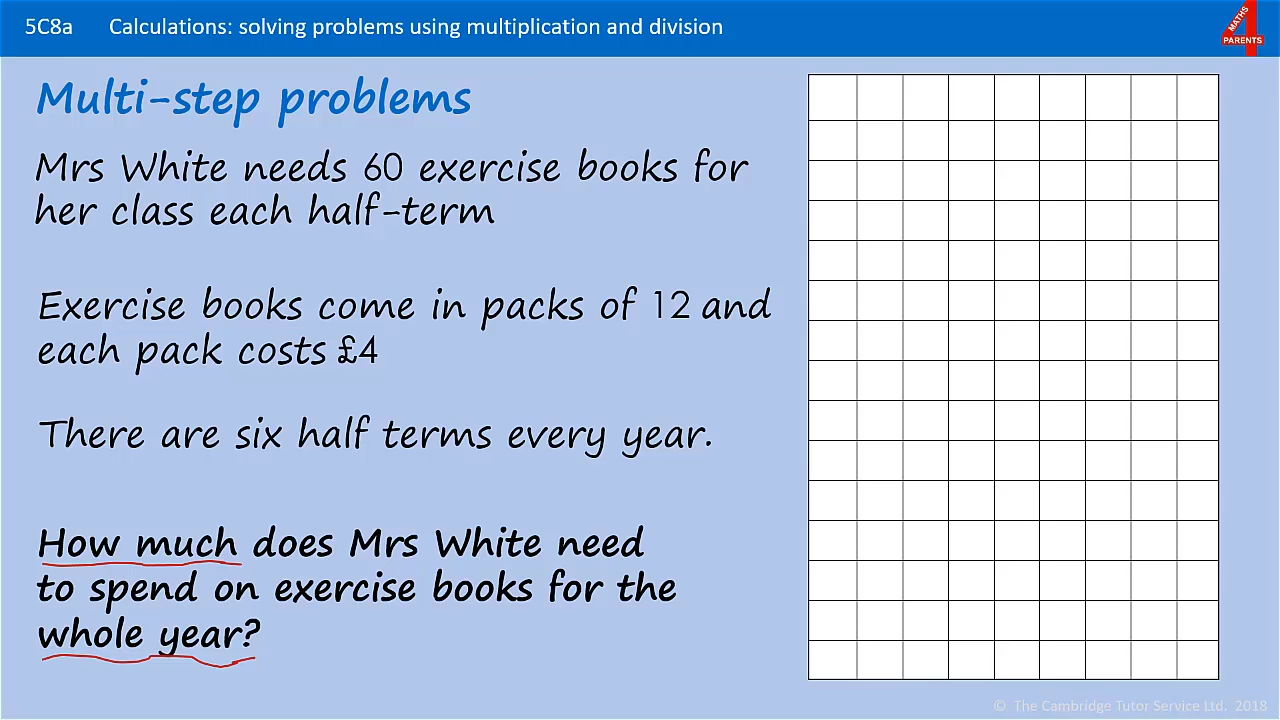 5C8a Calculations: solving problems using multiplication and division
MATHS
4
PARENTS
Multi-step problems
Mrs White needs 60 exercise books for
her class each half-term
Exercise books come in packs of 12 and
each pack costs £4
There are six half terms every year.
How much does Mrs White need
to spend on exercise books for the
whole year?
© The Cambridge Tutor Service Ltd. 2018